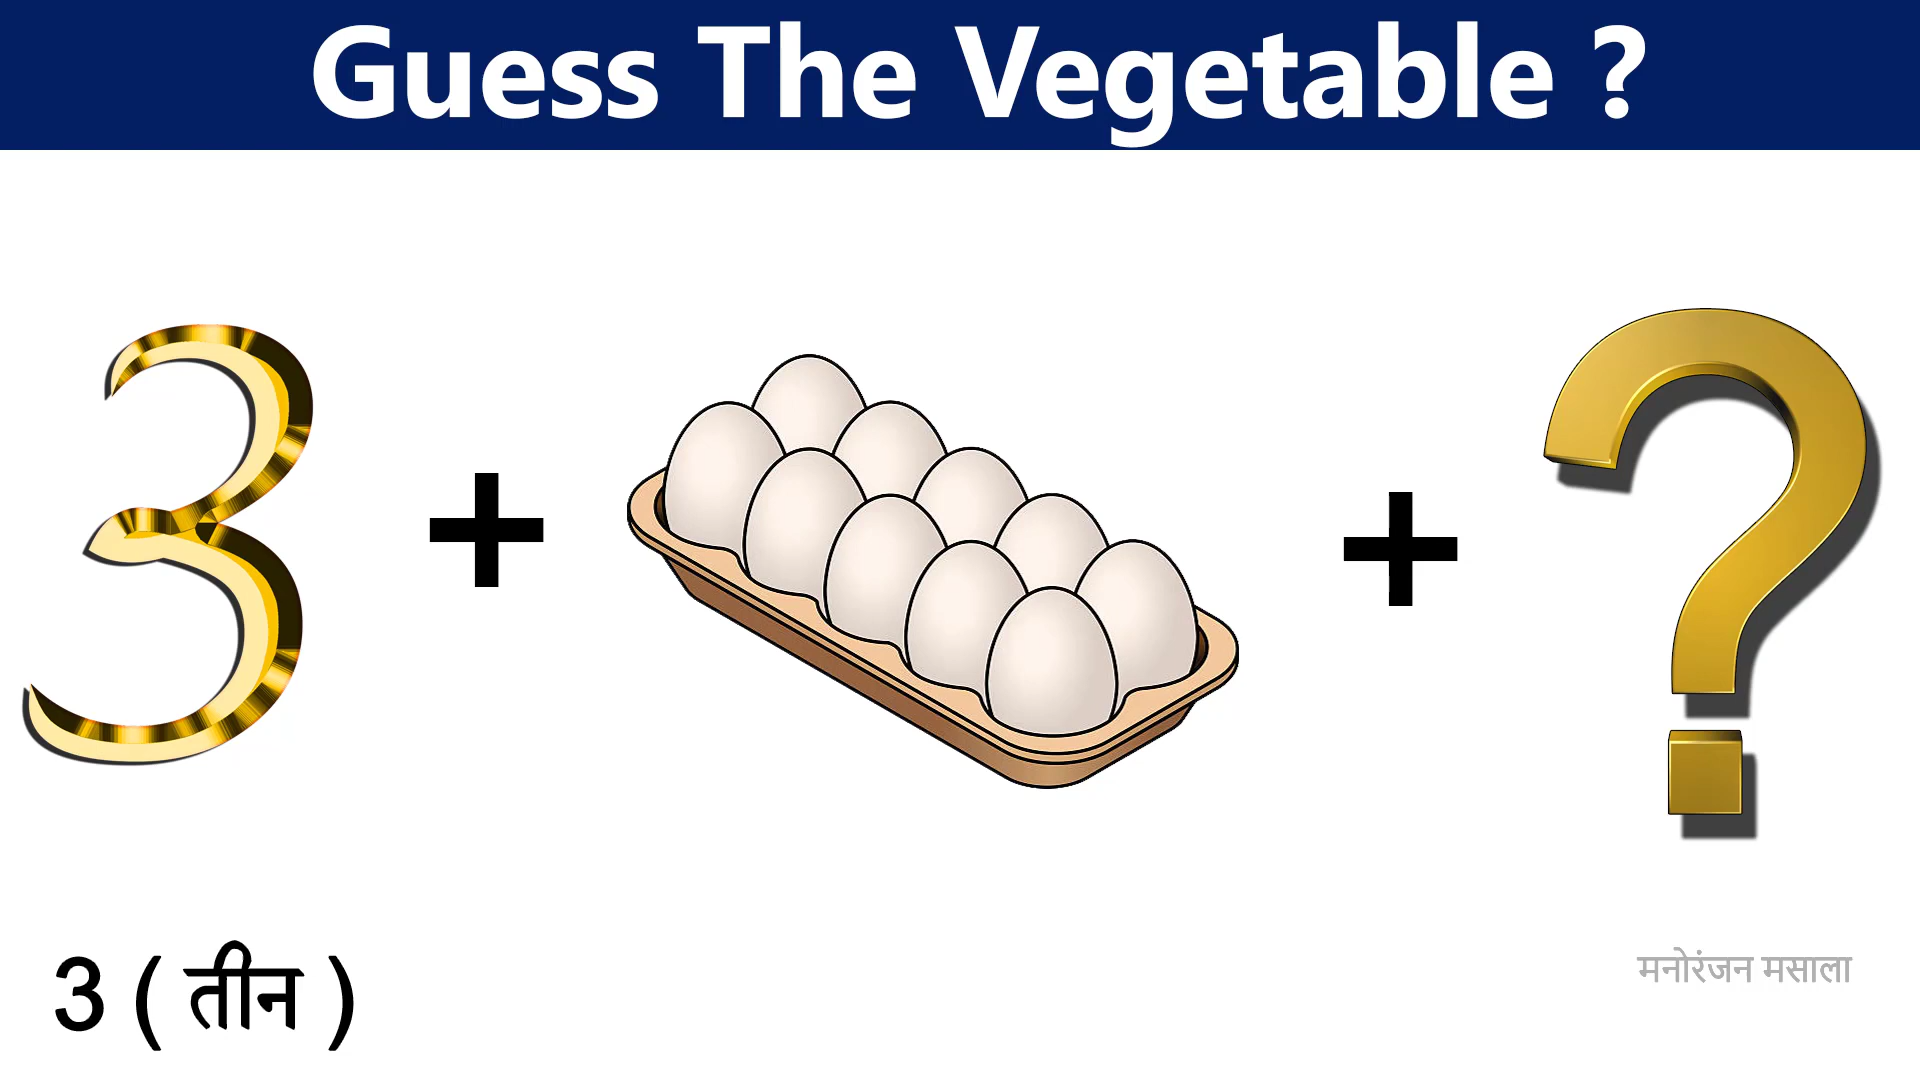 Guess The Vegetable ?
3 + + ?
3 ( तीन )
मनोरंजन मसाला